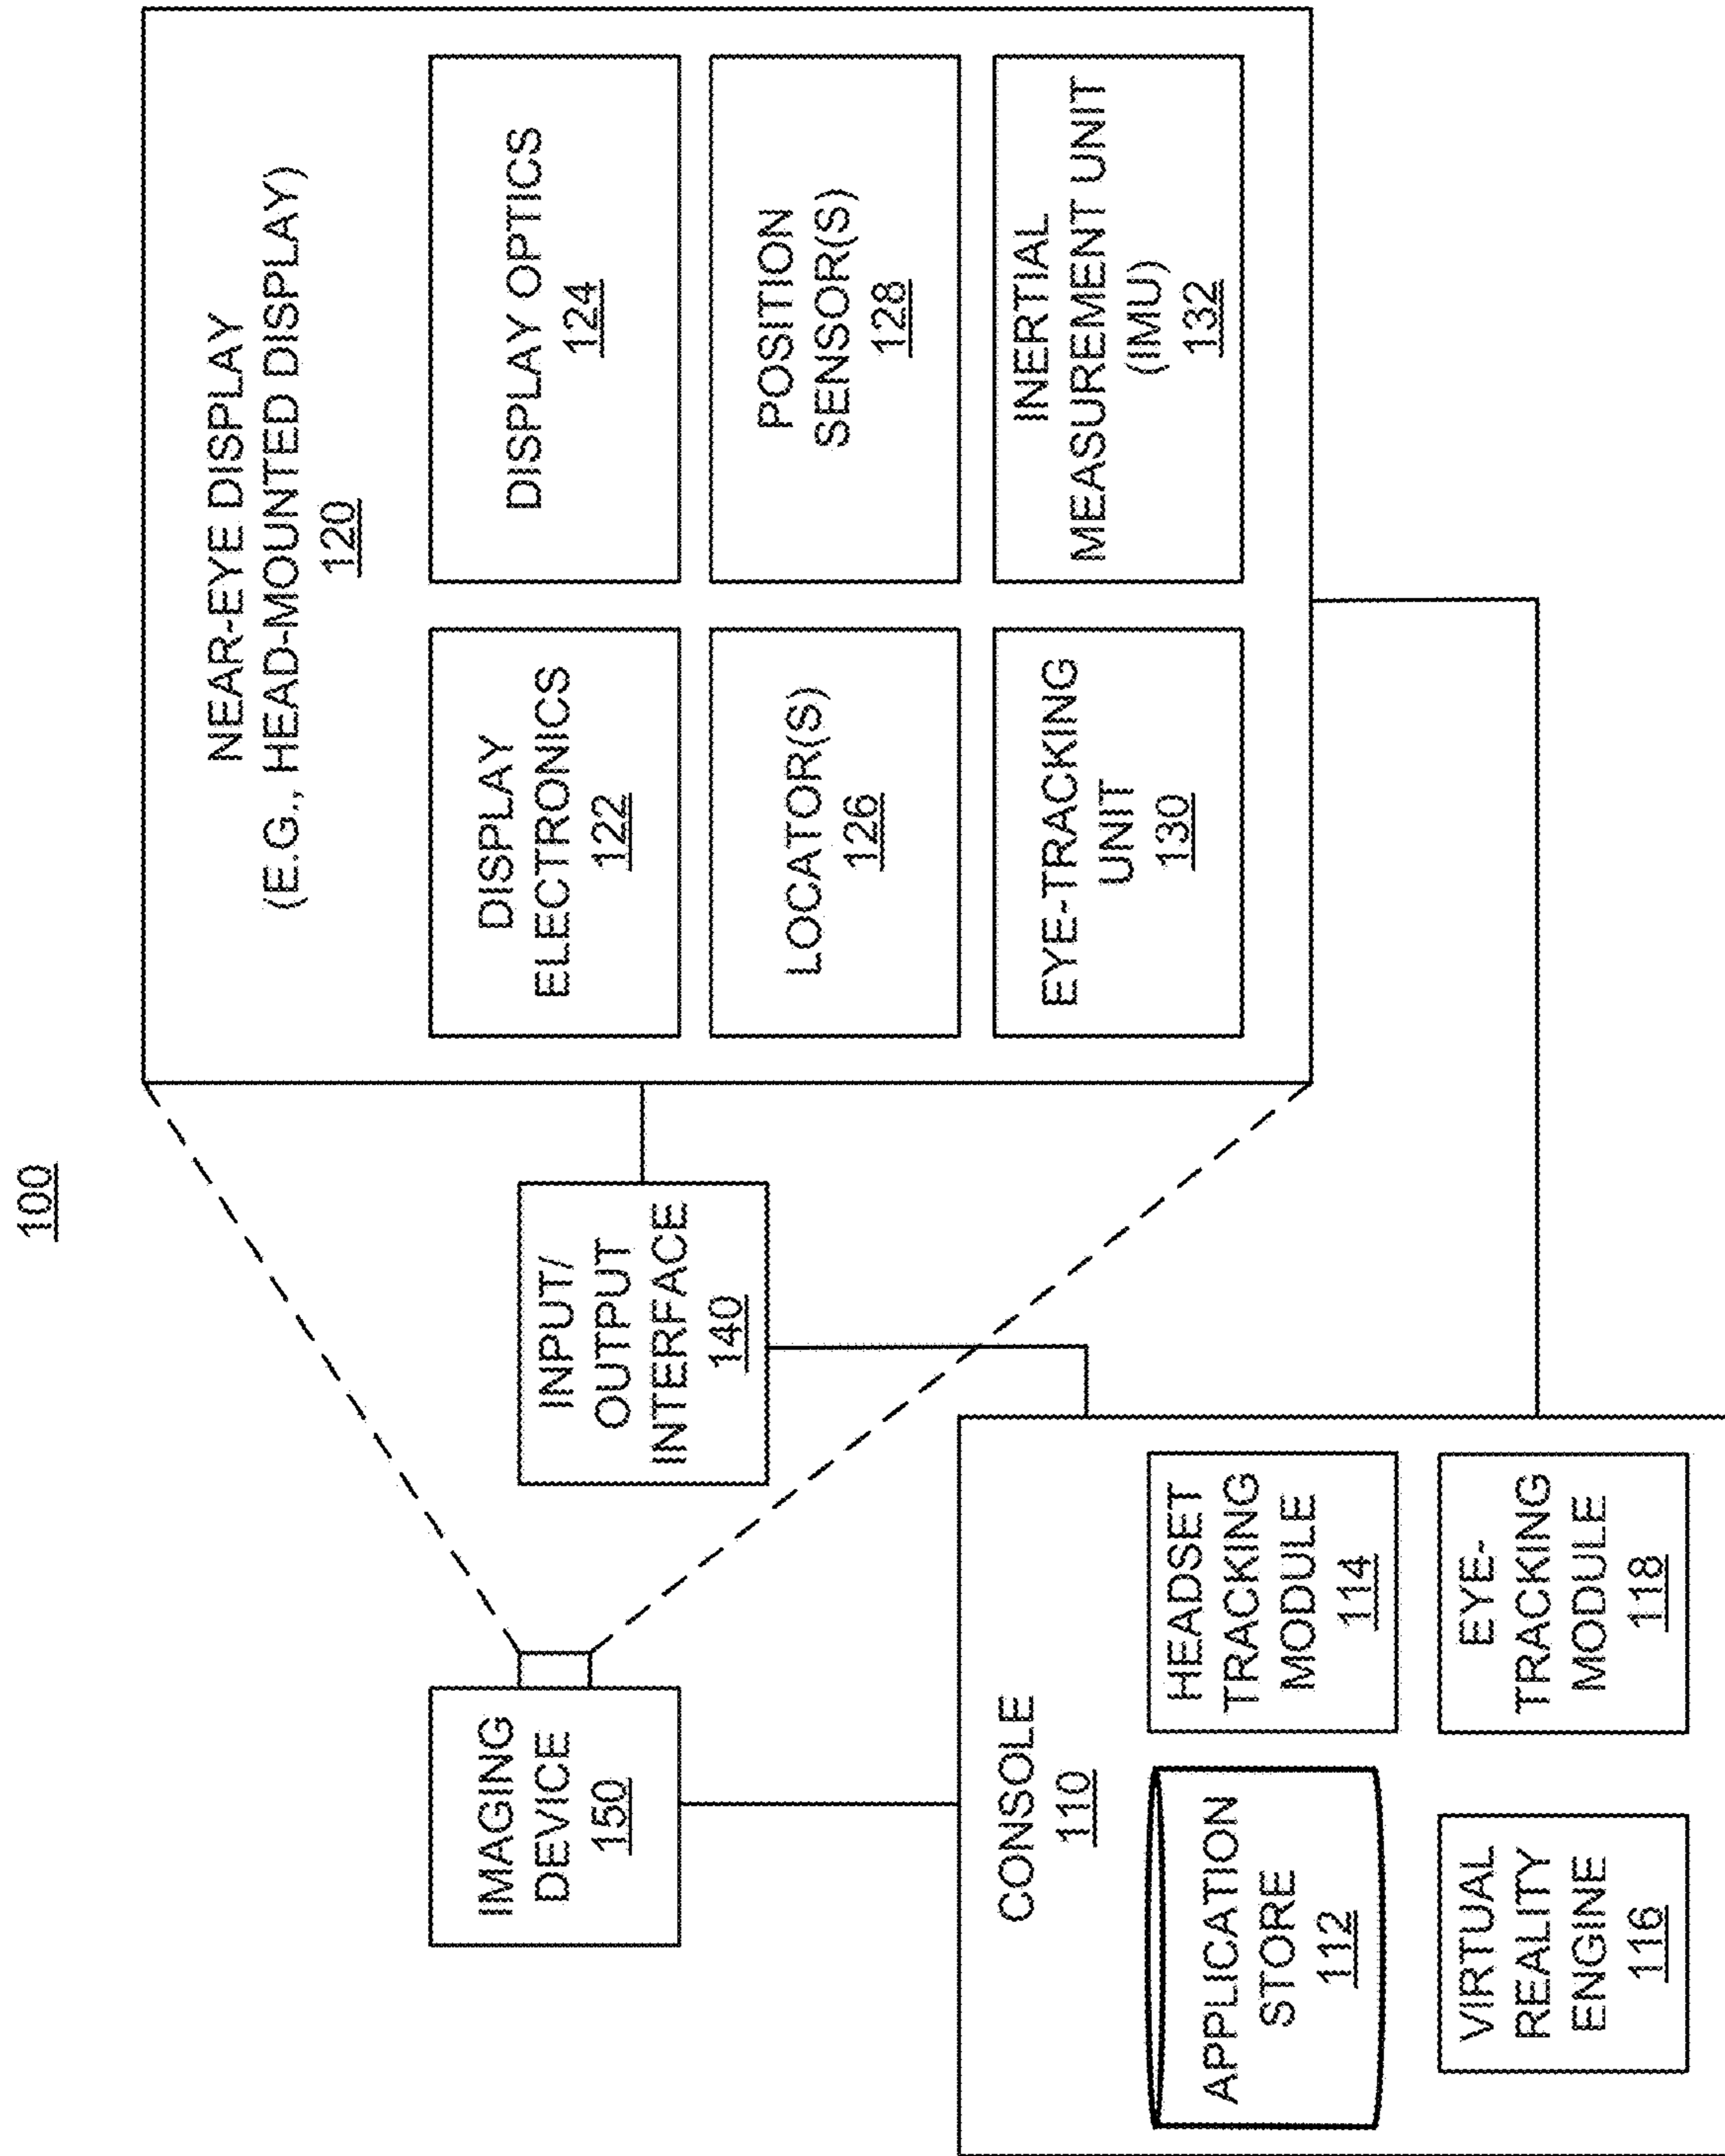 100
IMAGING
DEVICE
150
INPUT/
OUTPUT
INTERFACE
140
NEAR-EYE DISPLAY
(E.G., HEAD-MOUNTED DISPLAY)
120
DISPLAY
ELECTRONICS
122
DISPLAY OPTICS
124
LOCATOR(S)
126
POSITION
SENSOR(S)
128
EYE-TRACKING
UNIT
130
INERTIAL
MEASUREMENT UNIT
(IMU)
132
CONSOLE
110
APPLICATION
STORE
112
HEADSET
TRACKING
MODULE
114
VIRTUAL
REALITY
ENGINE
116
EYE-
TRACKING
MODULE
118